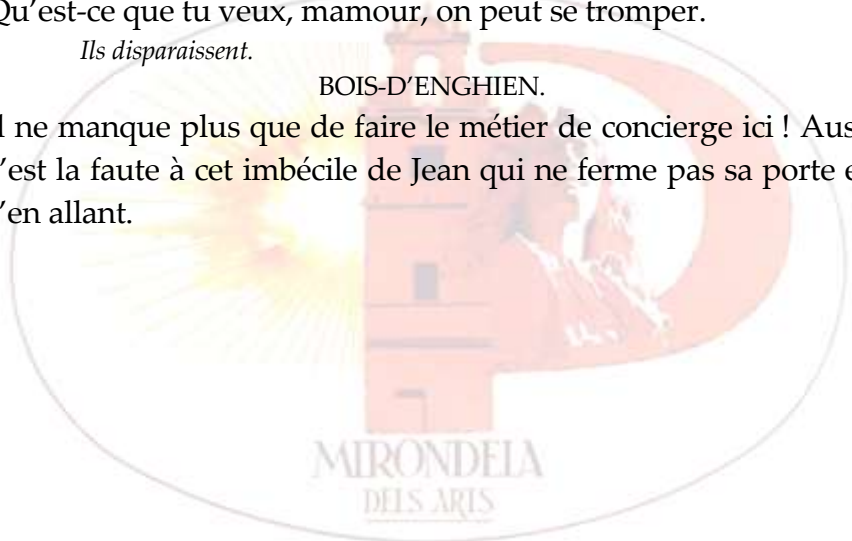 Qu’est-ce que tu veux, mamour, on peut se tromper.
Ils disparaissent.
BOIS-D’ENGHIEN.
l ne manque plus que de faire le métier de concierge ici ! Aus
’est la faute à cet imbécile de Jean qui ne ferme pas sa porte e
’en allant.
MIRONDELA
DELS ARTS